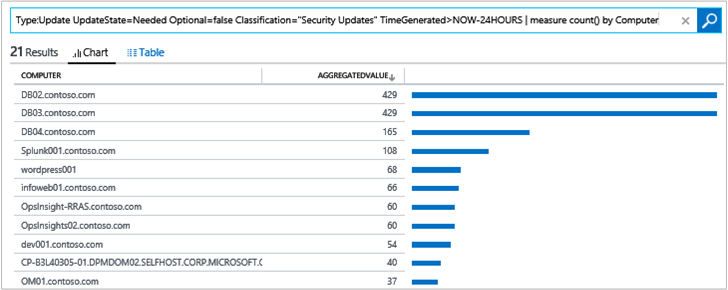 Type:Update UpdateState=Needed Optional=false Classification="Security Updates" TimeGenerated>NOW-24HOURS | measure count() by Computer
21 Results Chart Table
COMPUTER AGGREGATEDVALUE
DB02.contoso.com 429
DB03.contoso.com 429
DB04.contoso.com 165
Splunk001.contoso.com 108
wordpress001 68
infoweb01.contoso.com 66
OpsInsight-RRAS.contoso.com 60
OpsInsights02.contoso.com 60
dev001.contoso.com 54
CP-B3L40305-01.DPMDOM02.SELFHOST.CORP.MICROSOFT.C 40
OM01.contoso.com 37